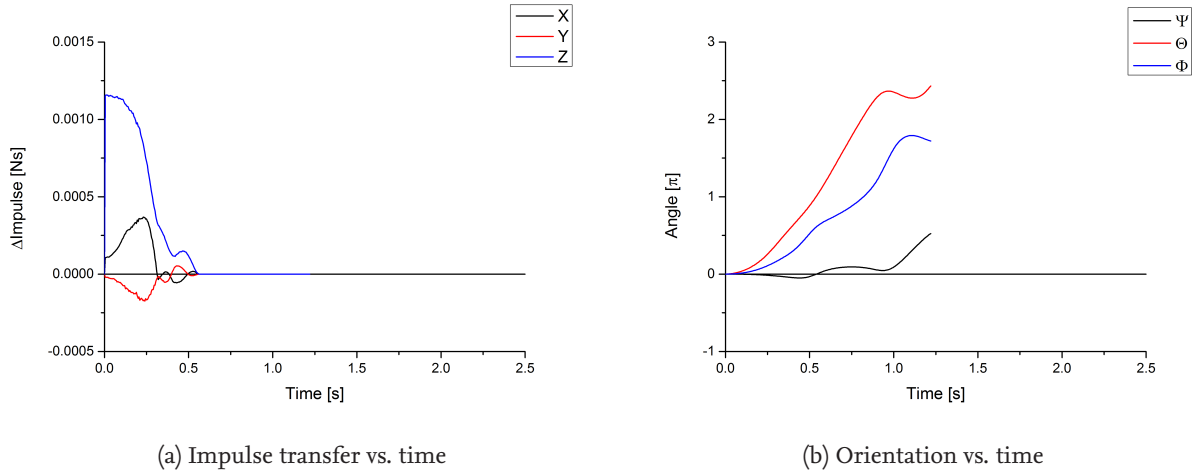 X
Y
Z
0.0015
0.0010
0.0005
0.0000
-0.0005
ΔImpulse [Ns]
0.0 0.5 1.0 1.5 2.0 2.5
Time [s]
(a) Impulse transfer vs. time
Ψ
Θ
Φ
3
2
1
0
-1
Angle [π]
0.0 0.5 1.0 1.5 2.0 2.5
Time [s]
(b) Orientation vs. time